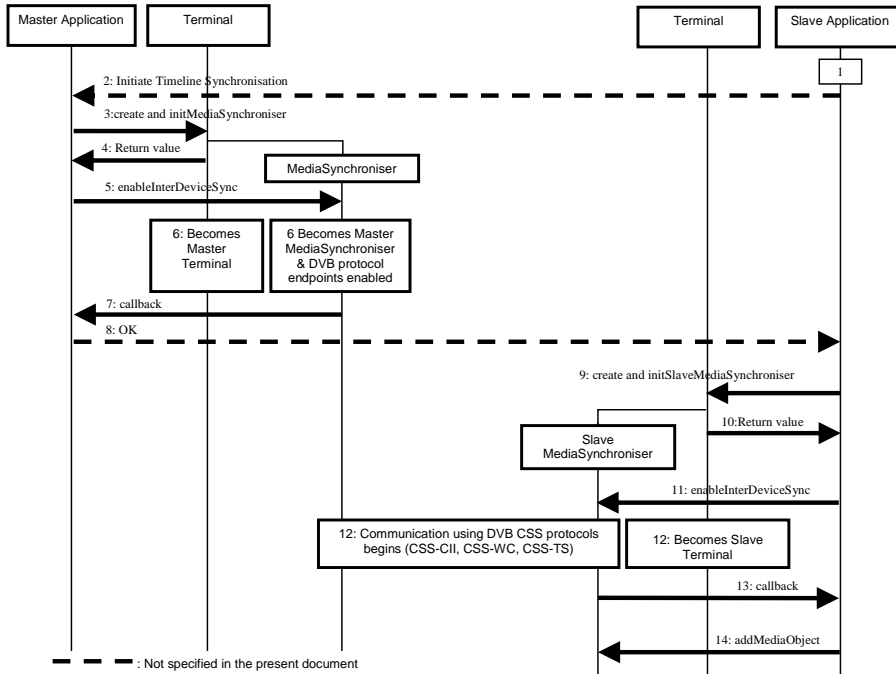 Master Application
Terminal
Terminal
Slave Application
1
2: Initiate Timeline Synchronisation
3:create and initMediaSynchroniser
4: Return value
MediaSynchroniser
5: enableInterDeviceSync
6: Becomes
Master
Terminal
6 Becomes Master
MediaSynchroniser
& DVB protocol
endpoints enabled
7: callback
8: OK
9: create and initSlaveMediaSynchroniser
10:Return value
Slave
MediaSynchroniser
11: enableInterDeviceSync
12: Communication using DVB CSS protocols
begins (CSS-CII, CSS-WC, CSS-TS)
12: Becomes Slave
Terminal
13: callback
14: addMediaObject
: Not specified in the present document